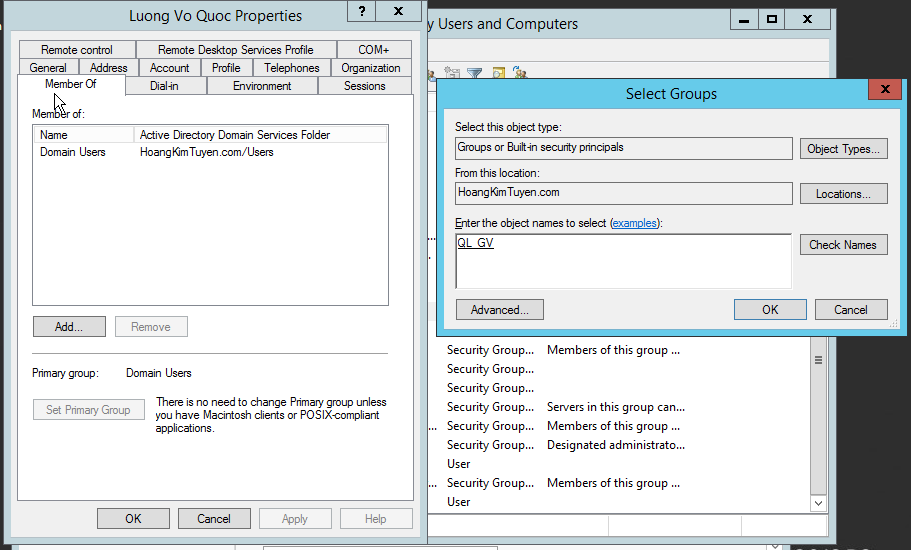 Luong Vo Quoc Properties
?
x
Remote control
Remote Desktop Services Profile
COM+
General
Address
Account
Profile
Telephones
Organization
Member Of
Dial-in
Environment
Sessions
Member of:
Name
Active Directory Domain Services Folder
Domain Users
HoangKimTuyen.com/Users
Add...
Remove
Primary group:
Domain Users
Set Primary Group
There is no need to change Primary group unless
you have Macintosh clients or POSIX-compliant
applications.
OK
Cancel
Apply
Help
y Users and Computers
x
Select Groups
x
Select this object type:
Groups or Built-in security principals
Object Types...
From this location:
HoangKimTuyen.com
Locations...
Enter the object names to select (examples):
QL_GV
Check Names
Advanced...
OK
Cancel
Security Group...
Members of this group ...
Security Group...
Security Group...
Security Group...
Servers in this group can...
Security Group...
Members of this group ...
Security Group...
Designated administrato...
User
Security Group...
Members of this group ...
User